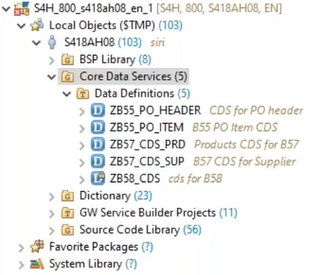 S4H_800_s418ah08_en_1 [S4H, 800, S418AH08, EN]
Local Objects ($TMP) (103)
S418AH08 (103) siri
BSP Library (8)
Core Data Services (5)
Data Definitions (5)
ZB55_PO_HEADER CDS for PO header
ZB55_PO_ITEM B55 PO Item CDS
ZB57_CDS_PRD Products CDS for B57
ZB57_CDS_SUP B57 CDS for Supplier
ZB58_CDS cds for B58
Dictionary (23)
GW Service Builder Projects (11)
Source Code Library (56)
Favorite Packages (?)
System Library (?)